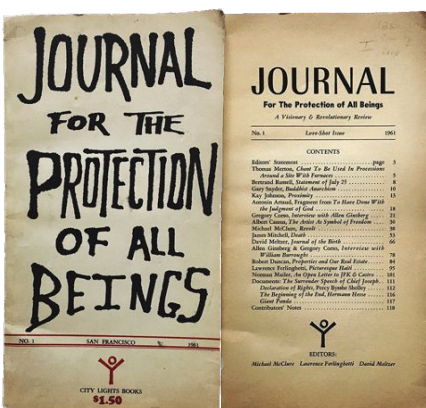 JOURNAL
FOR THE
PROTECTION
OF ALL
BEINGS
NO. 1 SAN FRANCISCO 1961
CITY LIGHTS BOOKS
$1.50
JOURNAL
For The Protection of All Beings
A Visionary & Revolutionary Review
No. 1 Love-Shot Issue 1961
CONTENTS
Editors' Statement page 3
Thomas Merton, Chant To Be Used In Processions
Around a Site With Furnaces 5
Bertrand Russell, Statement of July 25 8
Gary Snyder, Buddhist Anarchism 10
Kay Johnson, Proximity 13
Antonin Artaud, Fragment from To Have Done With
the Judgment of God 18
Gregory Corso, Interview with Allen Ginsberg 21
Albert Camus, The Artist As Symbol of Freedom 30
Michael McClure, Revolt 38
James Mitchell, Death 53
David Meltzer, Journal of the Birth 66
Allen Ginsberg & Gregory Corso, Interview with
William Burroughs 78
Robert Duncan, Properties and Our Real Estate 84
Lawrence Ferlinghetti, Picturesque Haiti 95
Norman Mailer, An Open Letter to JFK & Castro 101
Documents: The Surrender Speech of Chief Joseph 111
Declaration of Rights, Percy Bysshe Shelley 112
The Beginning of the End, Hermann Hesse 116
Giant Panda 117
Contributors' Notes 118
EDITORS:
Michael McClure Lawrence Ferlinghetti David Meltzer